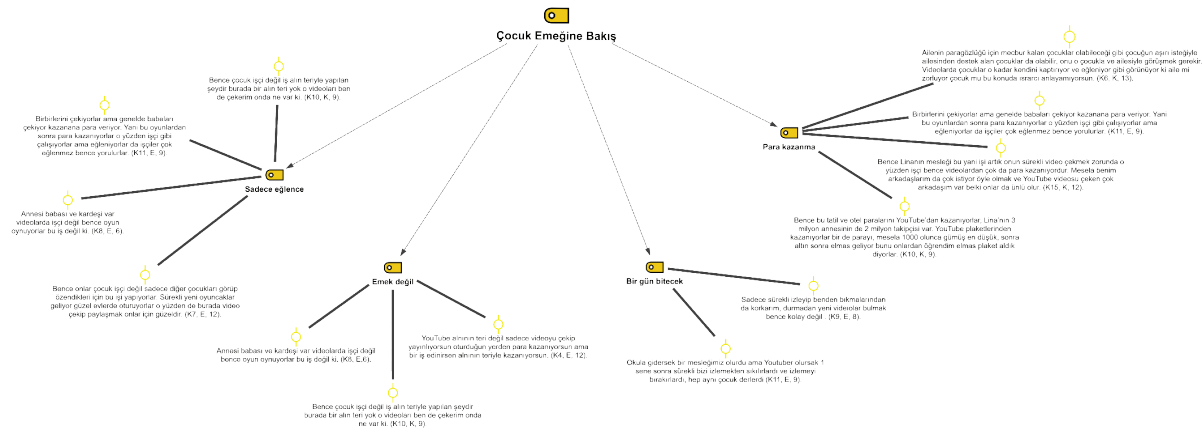 Çocuk Emeğine Bakış
Bence çocuk işçi değil iş alın teriyle yapılan
şeydir burada bir alın teri yok o videoları ben
de çekerim onda ne var ki. (K10, K, 9).
Birbirlerini çekiyorlar ama genelde babaları
çekiyor kazanana para veriyor. Yani bu oyunlardan
sonra para kazanıyorlar o yüzden işçi gibi
çalışıyorlar ama eğleniyorlar da işçiler çok
eğlenmez bence yorulurlar. (K11, E, 9)
Sadece eğlence
Annesi babası ve kardeşi var
videolarda işçi değil bence oyun
oynuyorlar bu iş değil ki. (K8, E, 6)
Bence onlar çocuk işçi değil sadece diğer çocukları görüp
özendikleri için bu işi yapıyorlar. Sürekli yeni oyuncaklar
geliyor güzel evlerde oturuyorlar o yüzden de burada video
çekip paylaşmak onlar için güzeldir. (K7, E, 12).
Emek değil
Annesi babası ve kardeşi var videolarda işçi değil
bence oyun oynuyorlar bu iş değil ki. (K8, E,6).
Bence çocuk işçi değil iş alın teriyle yapılan şeydir
burada bir alın teri yok o videoları ben de çekerim onda
ne var ki. (K10, K, 9)
YouTube alnının teri değil sadece videoyu çekip
yayınlıyorsun oturduğun yerden para kazanıyorsun ama
bir iş edinirsen alnının teriyle kazanıyorsun. (K4, E, 12)
Bir gün bitecek
Sadece sürekli izleyip benden bıkmalarından
da korkarım, durmadan yeni videolar bulmak
bence kolay değil . (K9, E, 8).
Okula gidersek bir mesleğimiz olurdu ama Youtuber olursak 1
sene sonra sürekli bizi izlemekten sıkılırlardı ve izlemeyi
bırakırlardı, hep aynı çocuk derlerdi (K11, E, 9)
Para kazanma
Ailenin paragözlüğü için mecbur kalan çocuklar olabileceği gibi çocuğun aşırı isteğiyle
ailesinden destek alan çocuklar da olabilir, onu o çocukla ve ailesiyle görüşmek gerekir.
Videolarda çocuklar o kadar kendini kaptırıyor ve eğleniyor gibi görünüyor ki aile mi
zorluyor çocuk mu bu konuda ısrarcı anlayamıyorsun. (K6, K, 13).
Birbirlerini çekiyorlar ama genelde babaları çekiyor kazanana para veriyor. Yani
bu oyunlardan sonra para kazanıyorlar o yüzden işçi gibi çalışıyorlar ama
eğleniyorlar da işçiler çok eğlenmez bence yorulurlar. (K11, E, 9).
Bence Lina'nın mesleği bu yani işi artık onun sürekli video çekmek zorunda o
yüzden işçi bence videolardan çok da para kazanıyordur. Mesela benim
arkadaşlarım da çok istiyor öyle olmak ve YouTube videosu çeken çok
arkadaşım var belki onlar da ünlü olur. (K15, K, 12).
Bence bu tatil ve otel paralarını YouTube'dan kazanıyorlar. Lina'nın 3
milyon annesinin de 2 milyon takipçisi var. YouTube plaketlerinden
kazanıyorlar bir de parayı, mesela 1000 olunca gümüş en düşük, sonra
altın sonra elmas geliyor bunu onlardan öğrendim elmas plaket aldık
diyorlar. (K10, K, 9)